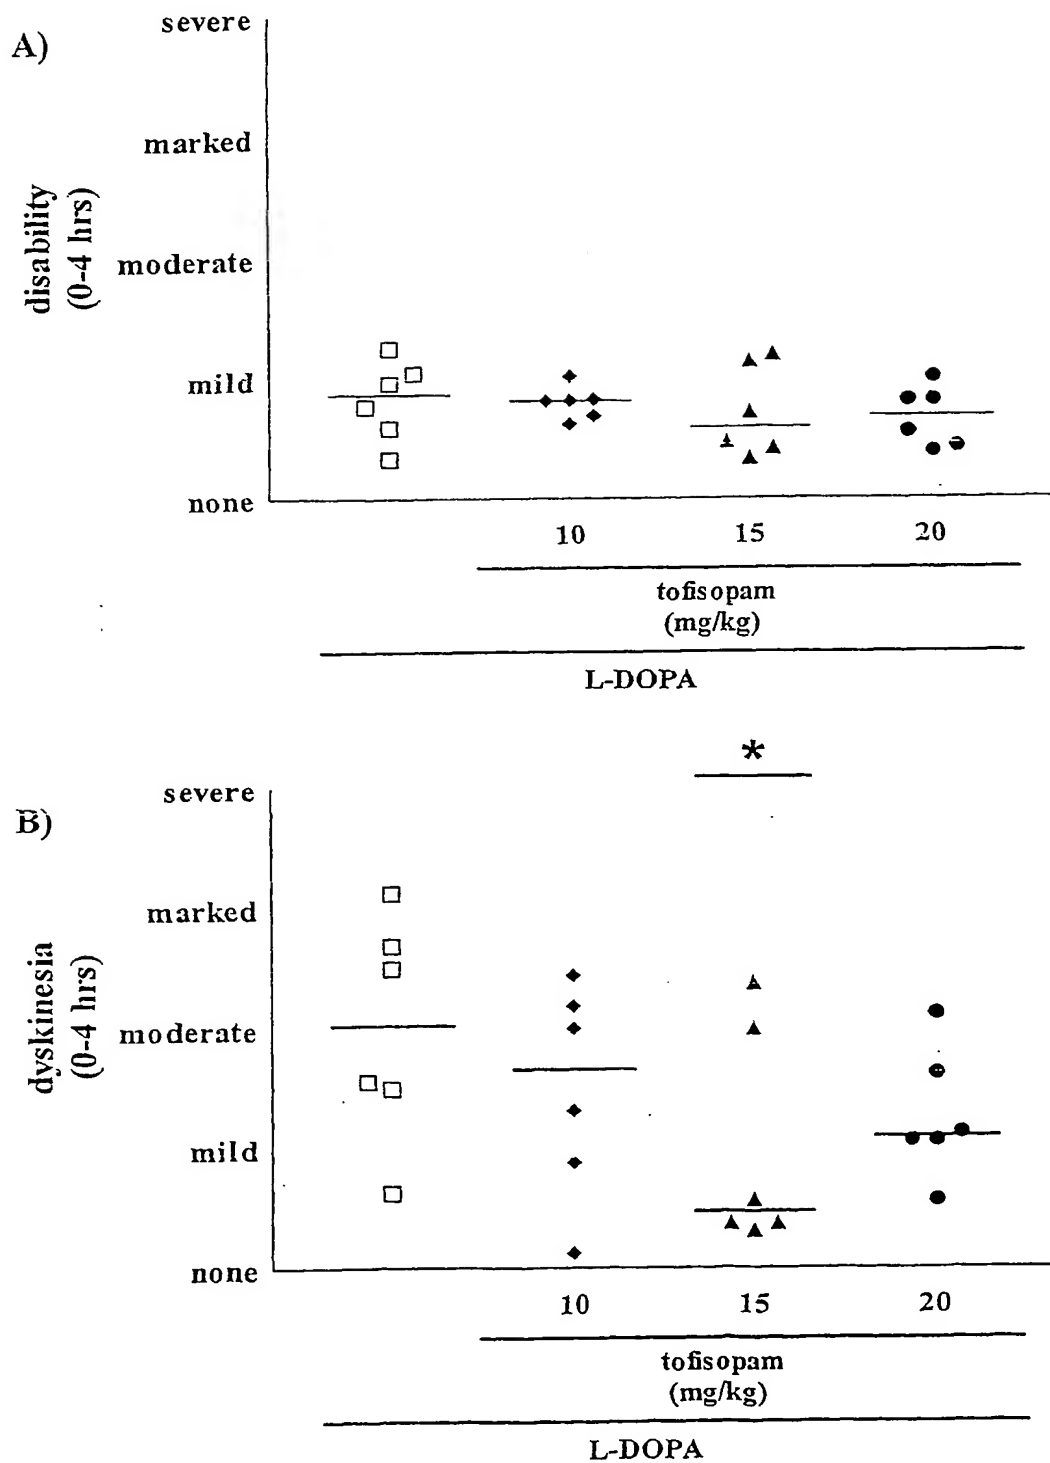 A)
severe
marked
moderate
mild
none
disability
(0-4 hrs)
10 15 20
tofisopam
(mg/kg)
L-DOPA
*
B)
severe
marked
moderate
mild
none
dyskinesia
(0-4 hrs)
10 15 20
tofisopam
(mg/kg)
L-DOPA